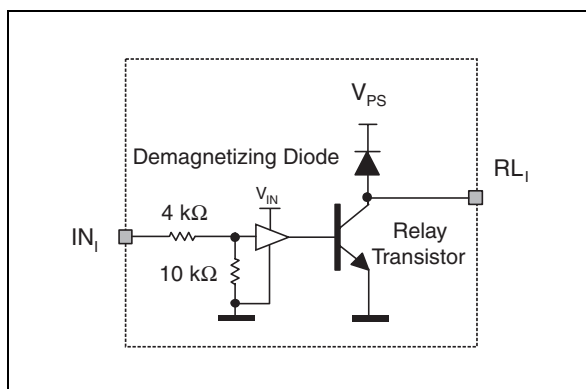 V_PS
Demagnetizing Diode
RL_I
V_IN
4 kΩ
IN_I
Relay
Transistor
10 kΩ